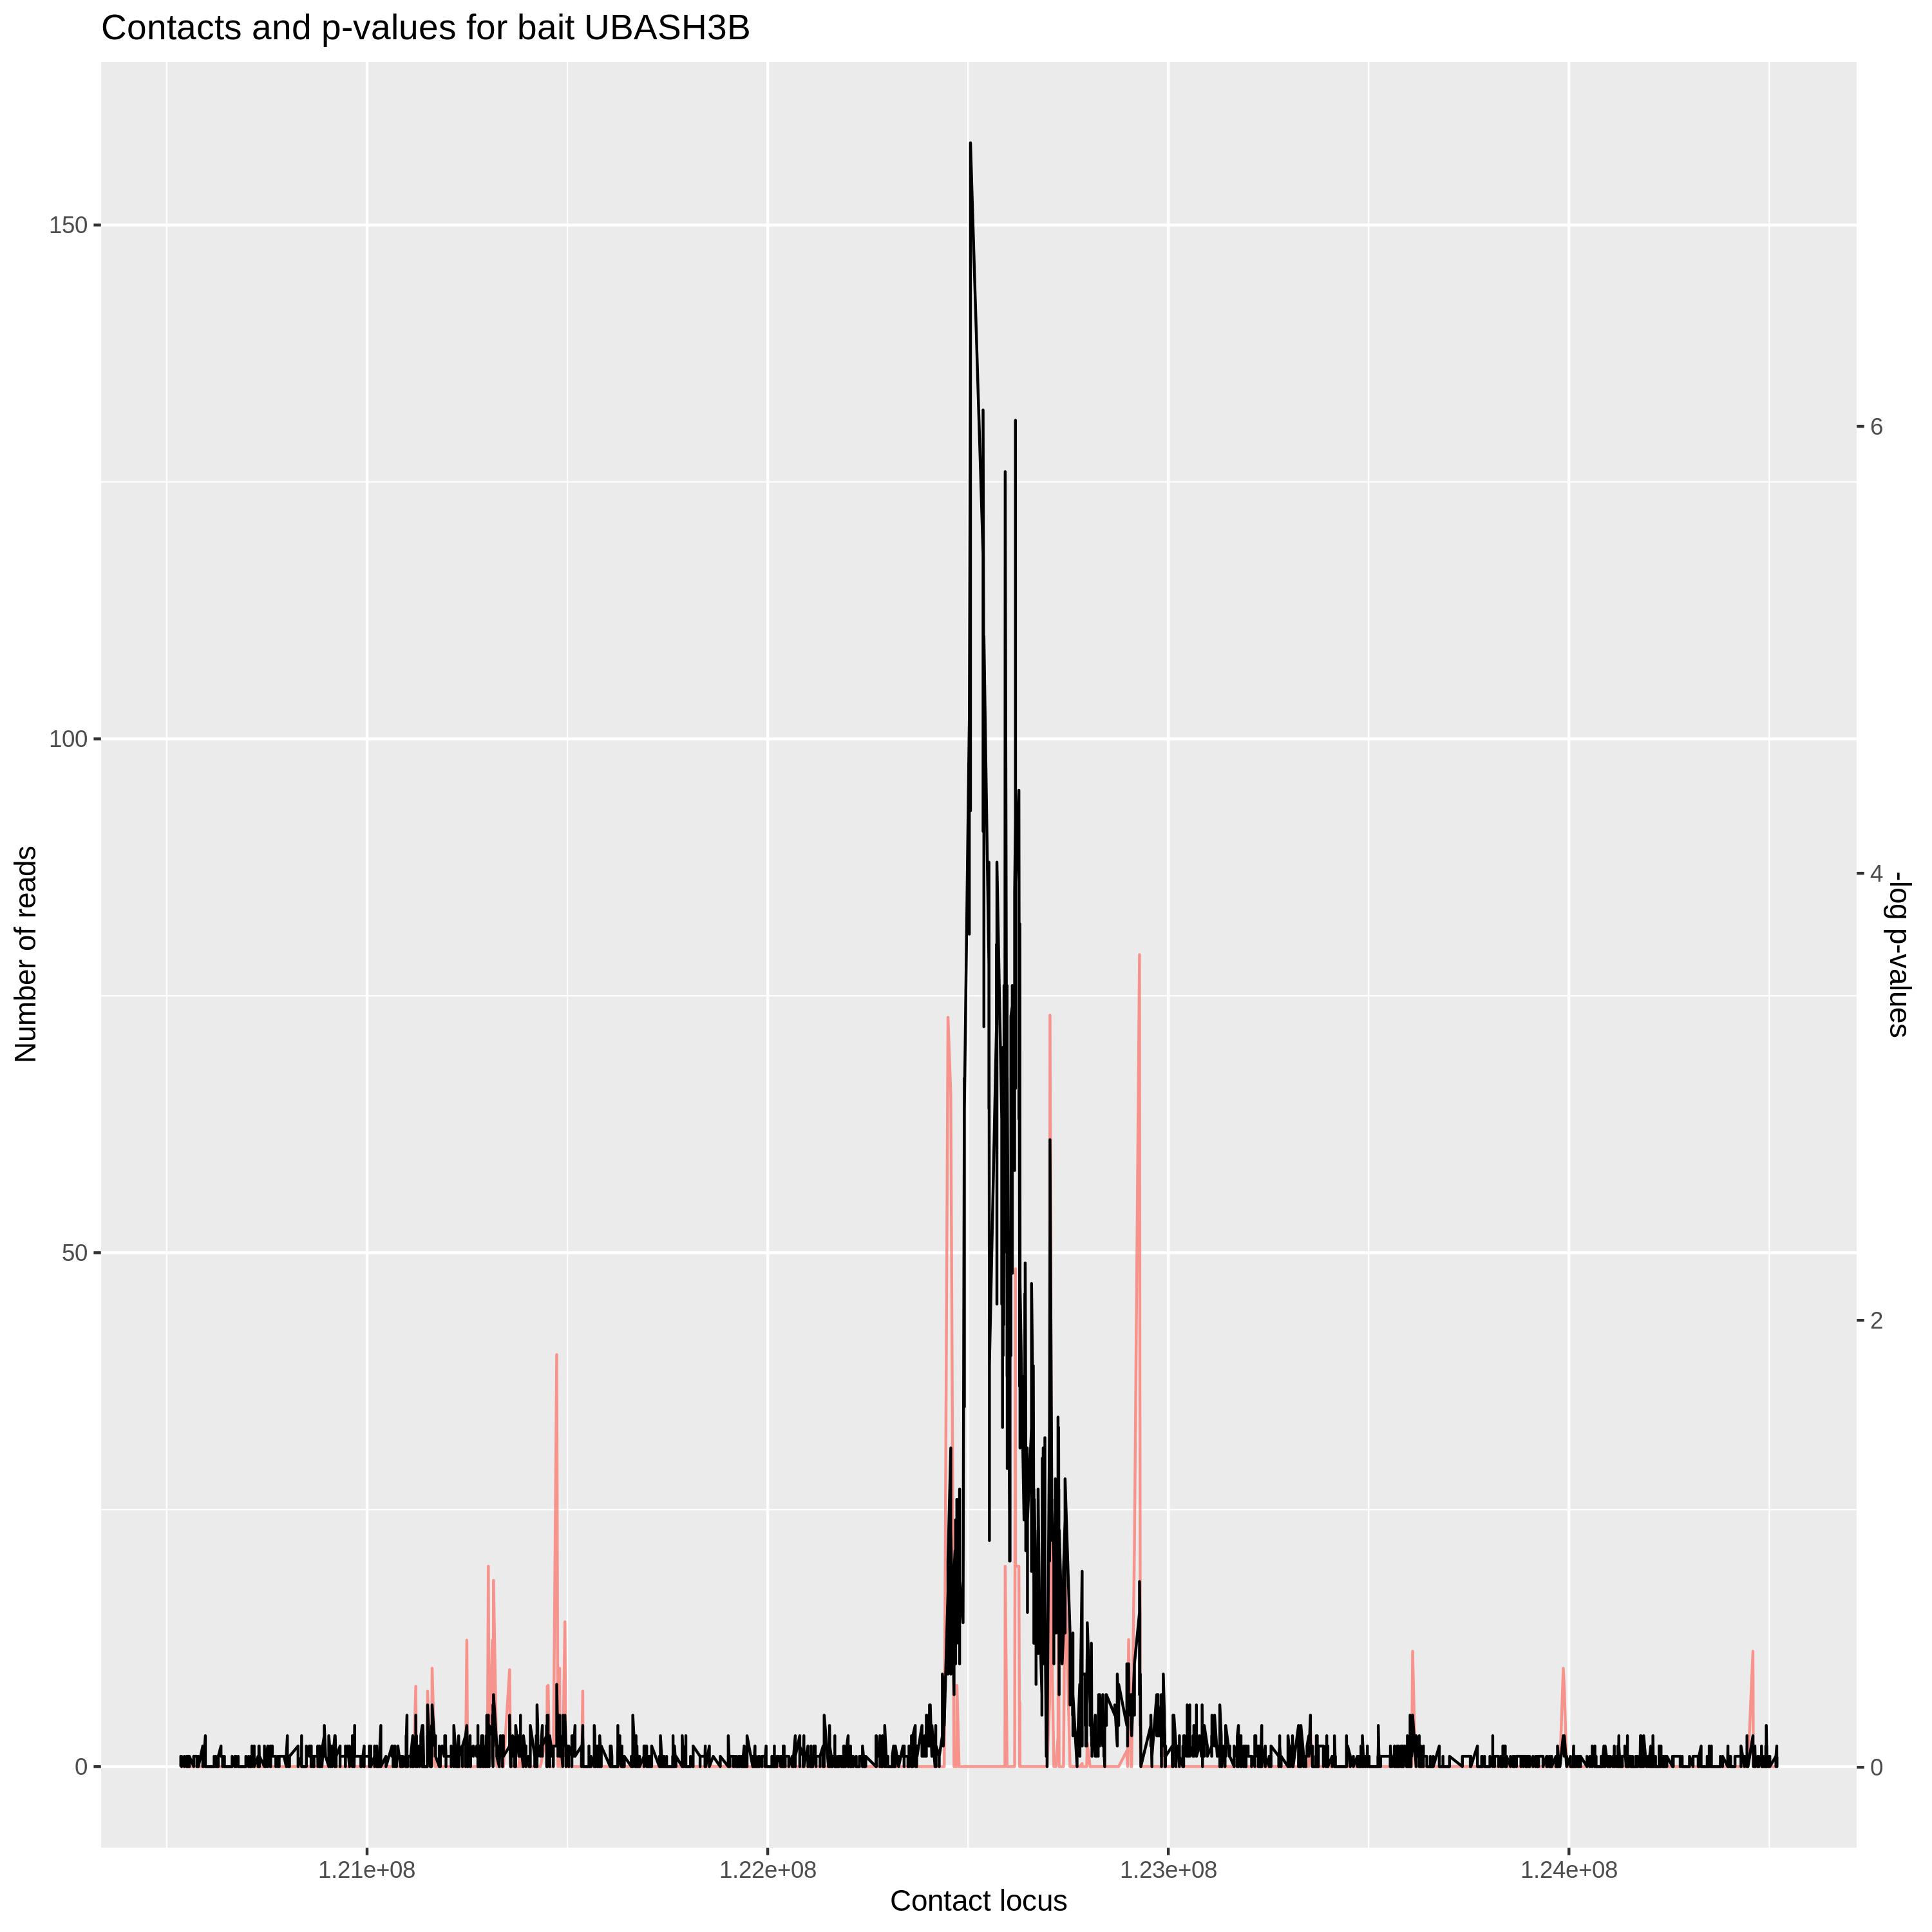 Contacts and p-values for bait UBASH3B
150
100
50
0
Number of reads
6
4
2
0
-log p-values
1.21e+08
1.22e+08
1.23e+08
1.24e+08
Contact locus